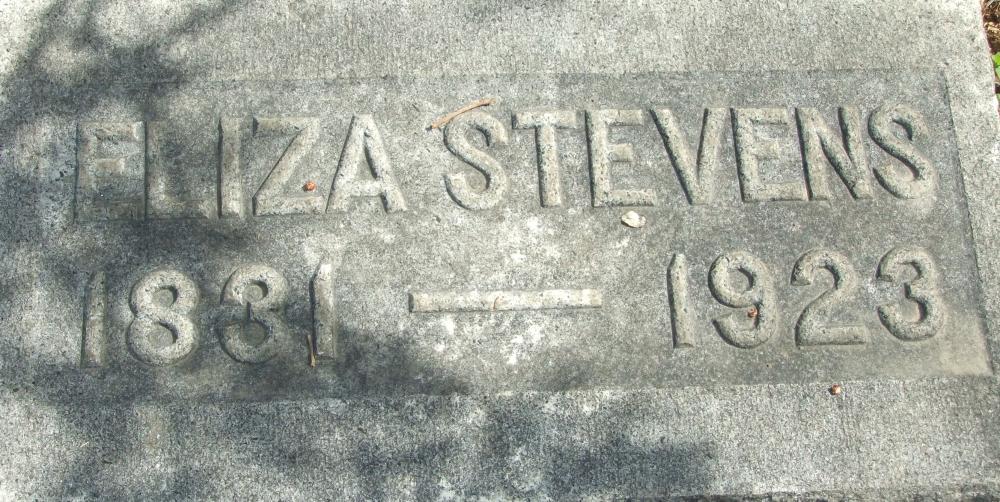 ELIZA STEVENS
1831 — 1923